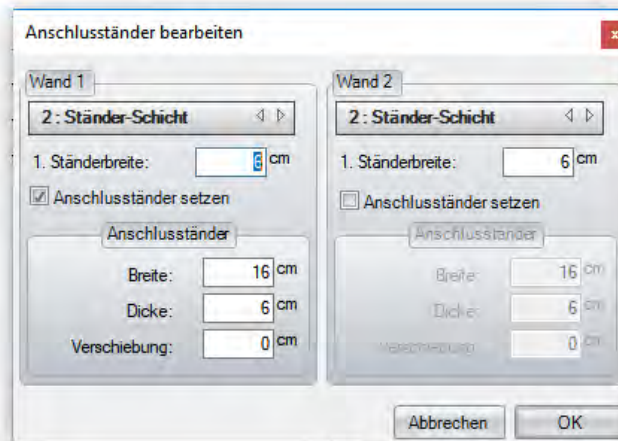 Anschlusständer bearbeiten
x
Wand 1
2 : Ständer-Schicht
1. Ständerbreite: 6 cm
Anschlusständer setzen
Anschlusständer
Breite: 16 cm
Dicke: 6 cm
Verschiebung: 0 cm
Wand 2
2 : Ständer-Schicht
1. Ständerbreite: 6 cm
Anschlusständer setzen
Anschlusständer
Breite: 16 cm
Dicke: 6 cm
Verschiebung: 0 cm
Abbrechen
OK